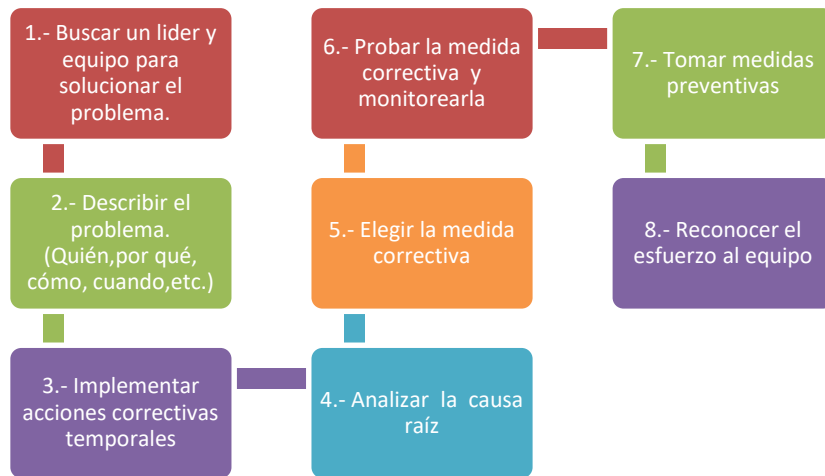 1.- Buscar un lider y
equipo para
solucionar el
problema.
2.- Describir el
problema.
(Quién,por qué,
cómo, cuando,etc.)
3.- Implementar
acciones correctivas
temporales
4.- Analizar la causa
raíz
5.- Elegir la medida
correctiva
6.- Probar la medida
correctiva y
monitorearla
7.- Tomar medidas
preventivas
8.- Reconocer el
esfuerzo al equipo